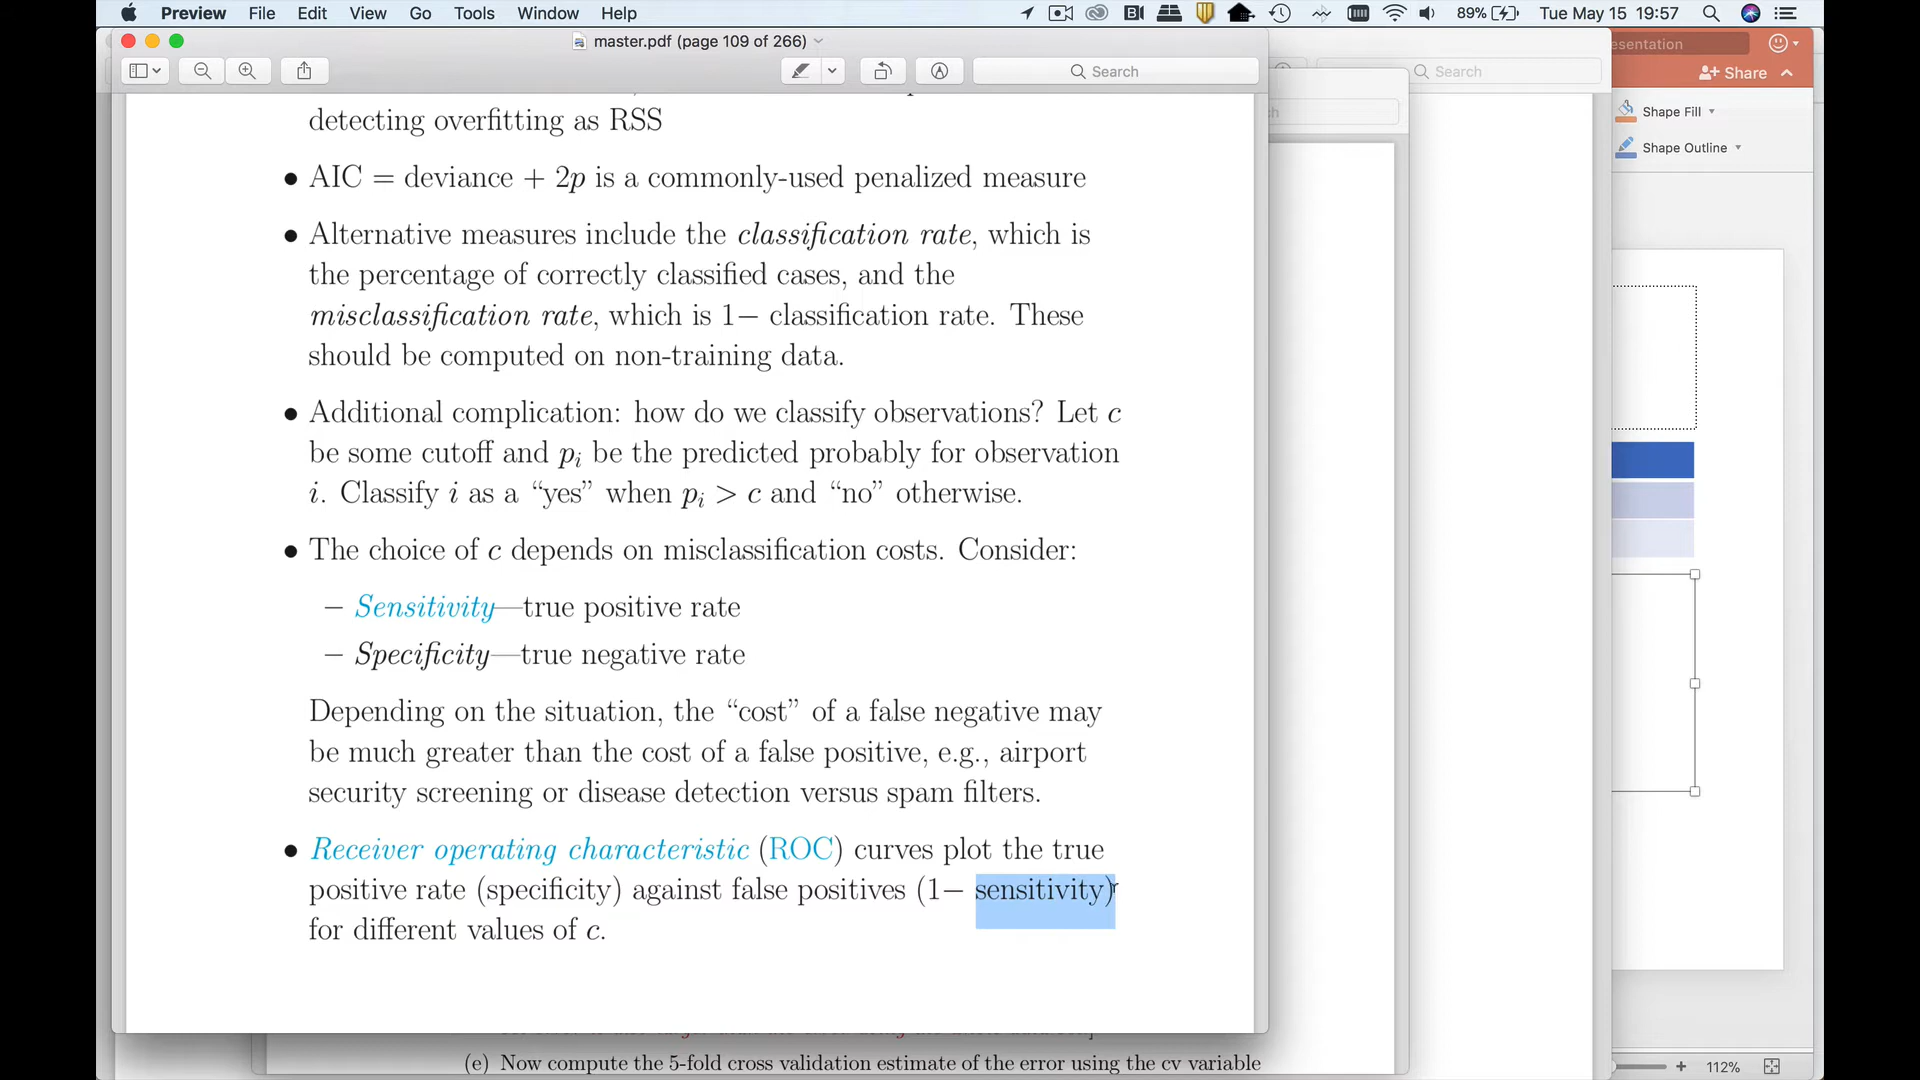 Preview File Edit View Go Tools Window Help 89% Tue May 15 19:57
master.pdf (page 109 of 266)
Search
Search
esentation
Share
Shape Fill
Shape Outline
detecting overfitting as RSS
• AIC = deviance + 2p is a commonly-used penalized measure
• Alternative measures include the classification rate, which is
the percentage of correctly classified cases, and the
misclassification rate, which is 1− classification rate. These
should be computed on non-training data.
• Additional complication: how do we classify observations? Let c
be some cutoff and pᵢ be the predicted probably for observation
i. Classify i as a “yes” when pᵢ > c and “no” otherwise.
• The choice of c depends on misclassification costs. Consider:
– Sensitivity—true positive rate
– Specificity—true negative rate
Depending on the situation, the “cost” of a false negative may
be much greater than the cost of a false positive, e.g., airport
security screening or disease detection versus spam filters.
• Receiver operating characteristic (ROC) curves plot the true
positive rate (specificity) against false positives (1− sensitivity)
for different values of c.
(e) Now compute the 5-fold cross validation estimate of the error using the cv variable
112%